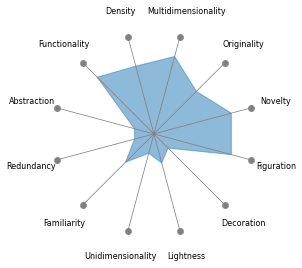 Density Multidimensionality
Functionality Originality
Abstraction Novelty
Redundancy Figuration
Familiarity Decoration
Unidimensionality Lightness